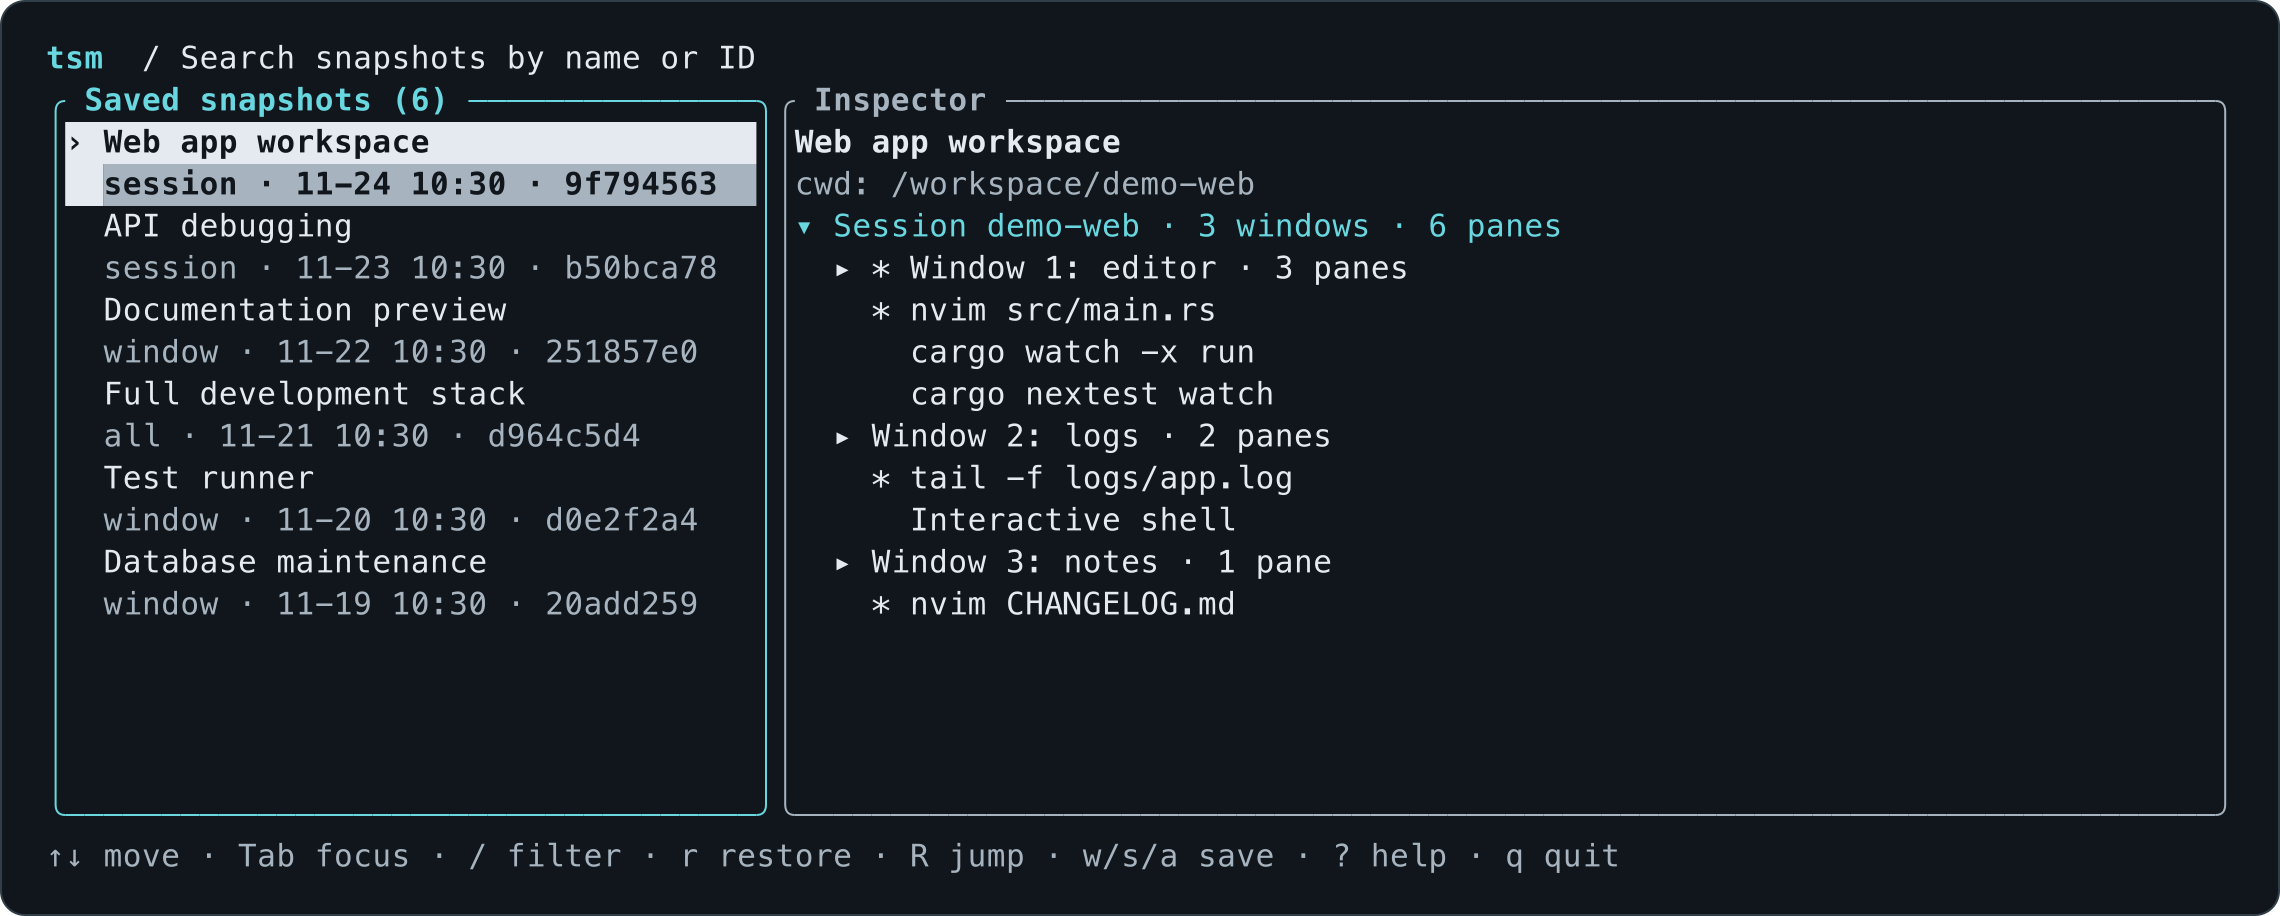 tsm  / Search snapshots by name or ID
Saved snapshots (6)
› Web app workspace
session · 11-24 10:30 · 9f794563
API debugging
session · 11-23 10:30 · b50bca78
Documentation preview
window · 11-22 10:30 · 251857e0
Full development stack
all · 11-21 10:30 · d964c5d4
Test runner
window · 11-20 10:30 · d0e2f2a4
Database maintenance
window · 11-19 10:30 · 20add259
Inspector
Web app workspace
cwd: /workspace/demo-web
▾ Session demo-web · 3 windows · 6 panes
▸ * Window 1: editor · 3 panes
* nvim src/main.rs
cargo watch -x run
cargo nextest watch
▸ Window 2: logs · 2 panes
* tail -f logs/app.log
Interactive shell
▸ Window 3: notes · 1 pane
* nvim CHANGELOG.md
↑↓ move · Tab focus · / filter · r restore · R jump · w/s/a save · ? help · q quit